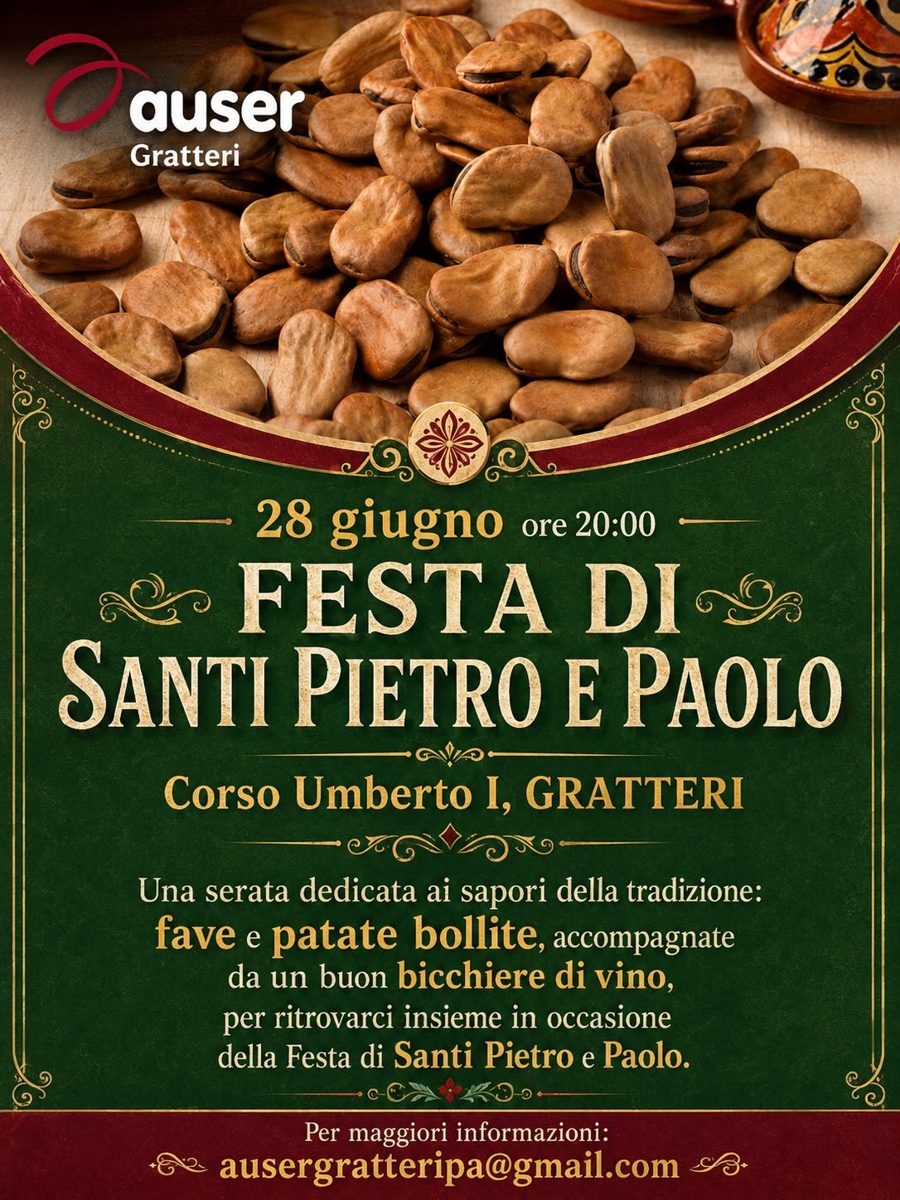 auser
Gratteri
28 giugno ore 20:00
FESTA DI
SANTI PIETRO E PAOLO
Corso Umberto I, GRATTERI
Una serata dedicata ai sapori della tradizione:
fave e patate bollite, accompagnate
da un buon bicchiere di vino,
per ritrovarci insieme in occasione
della Festa di Santi Pietro e Paolo.
Per maggiori informazioni:
ausergratteripa@gmail.com